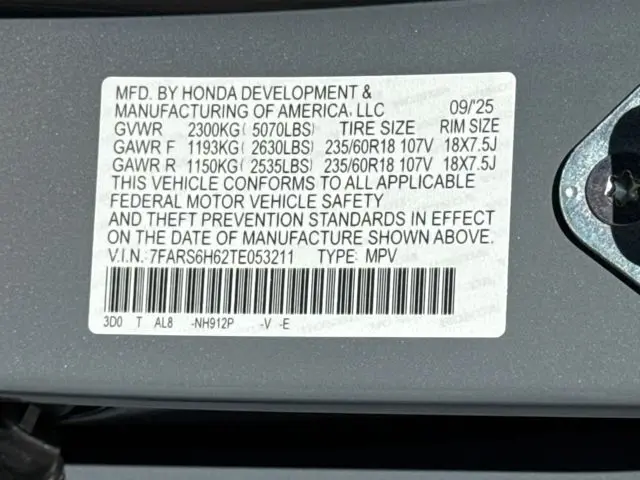 MFD. BY HONDA DEVELOPMENT &
MANUFACTURING OF AMERICA, LLC 09/'25
GVWR 2300KG ( 5070LBS) TIRE SIZE RIM SIZE
GAWR F 1193KG ( 2630LBS) 235/60R18 107V 18X7.5J
GAWR R 1150KG ( 2535LBS) 235/60R18 107V 18X7.5J
THIS VEHICLE CONFORMS TO ALL APPLICABLE
FEDERAL MOTOR VEHICLE SAFETY
AND THEFT PREVENTION STANDARDS IN EFFECT
ON THE DATE OF MANUFACTURE SHOWN ABOVE.
V.I.N.: 7FARS6H62TE053211 TYPE: MPV
3D0 T AL8 -NH912P -V -E